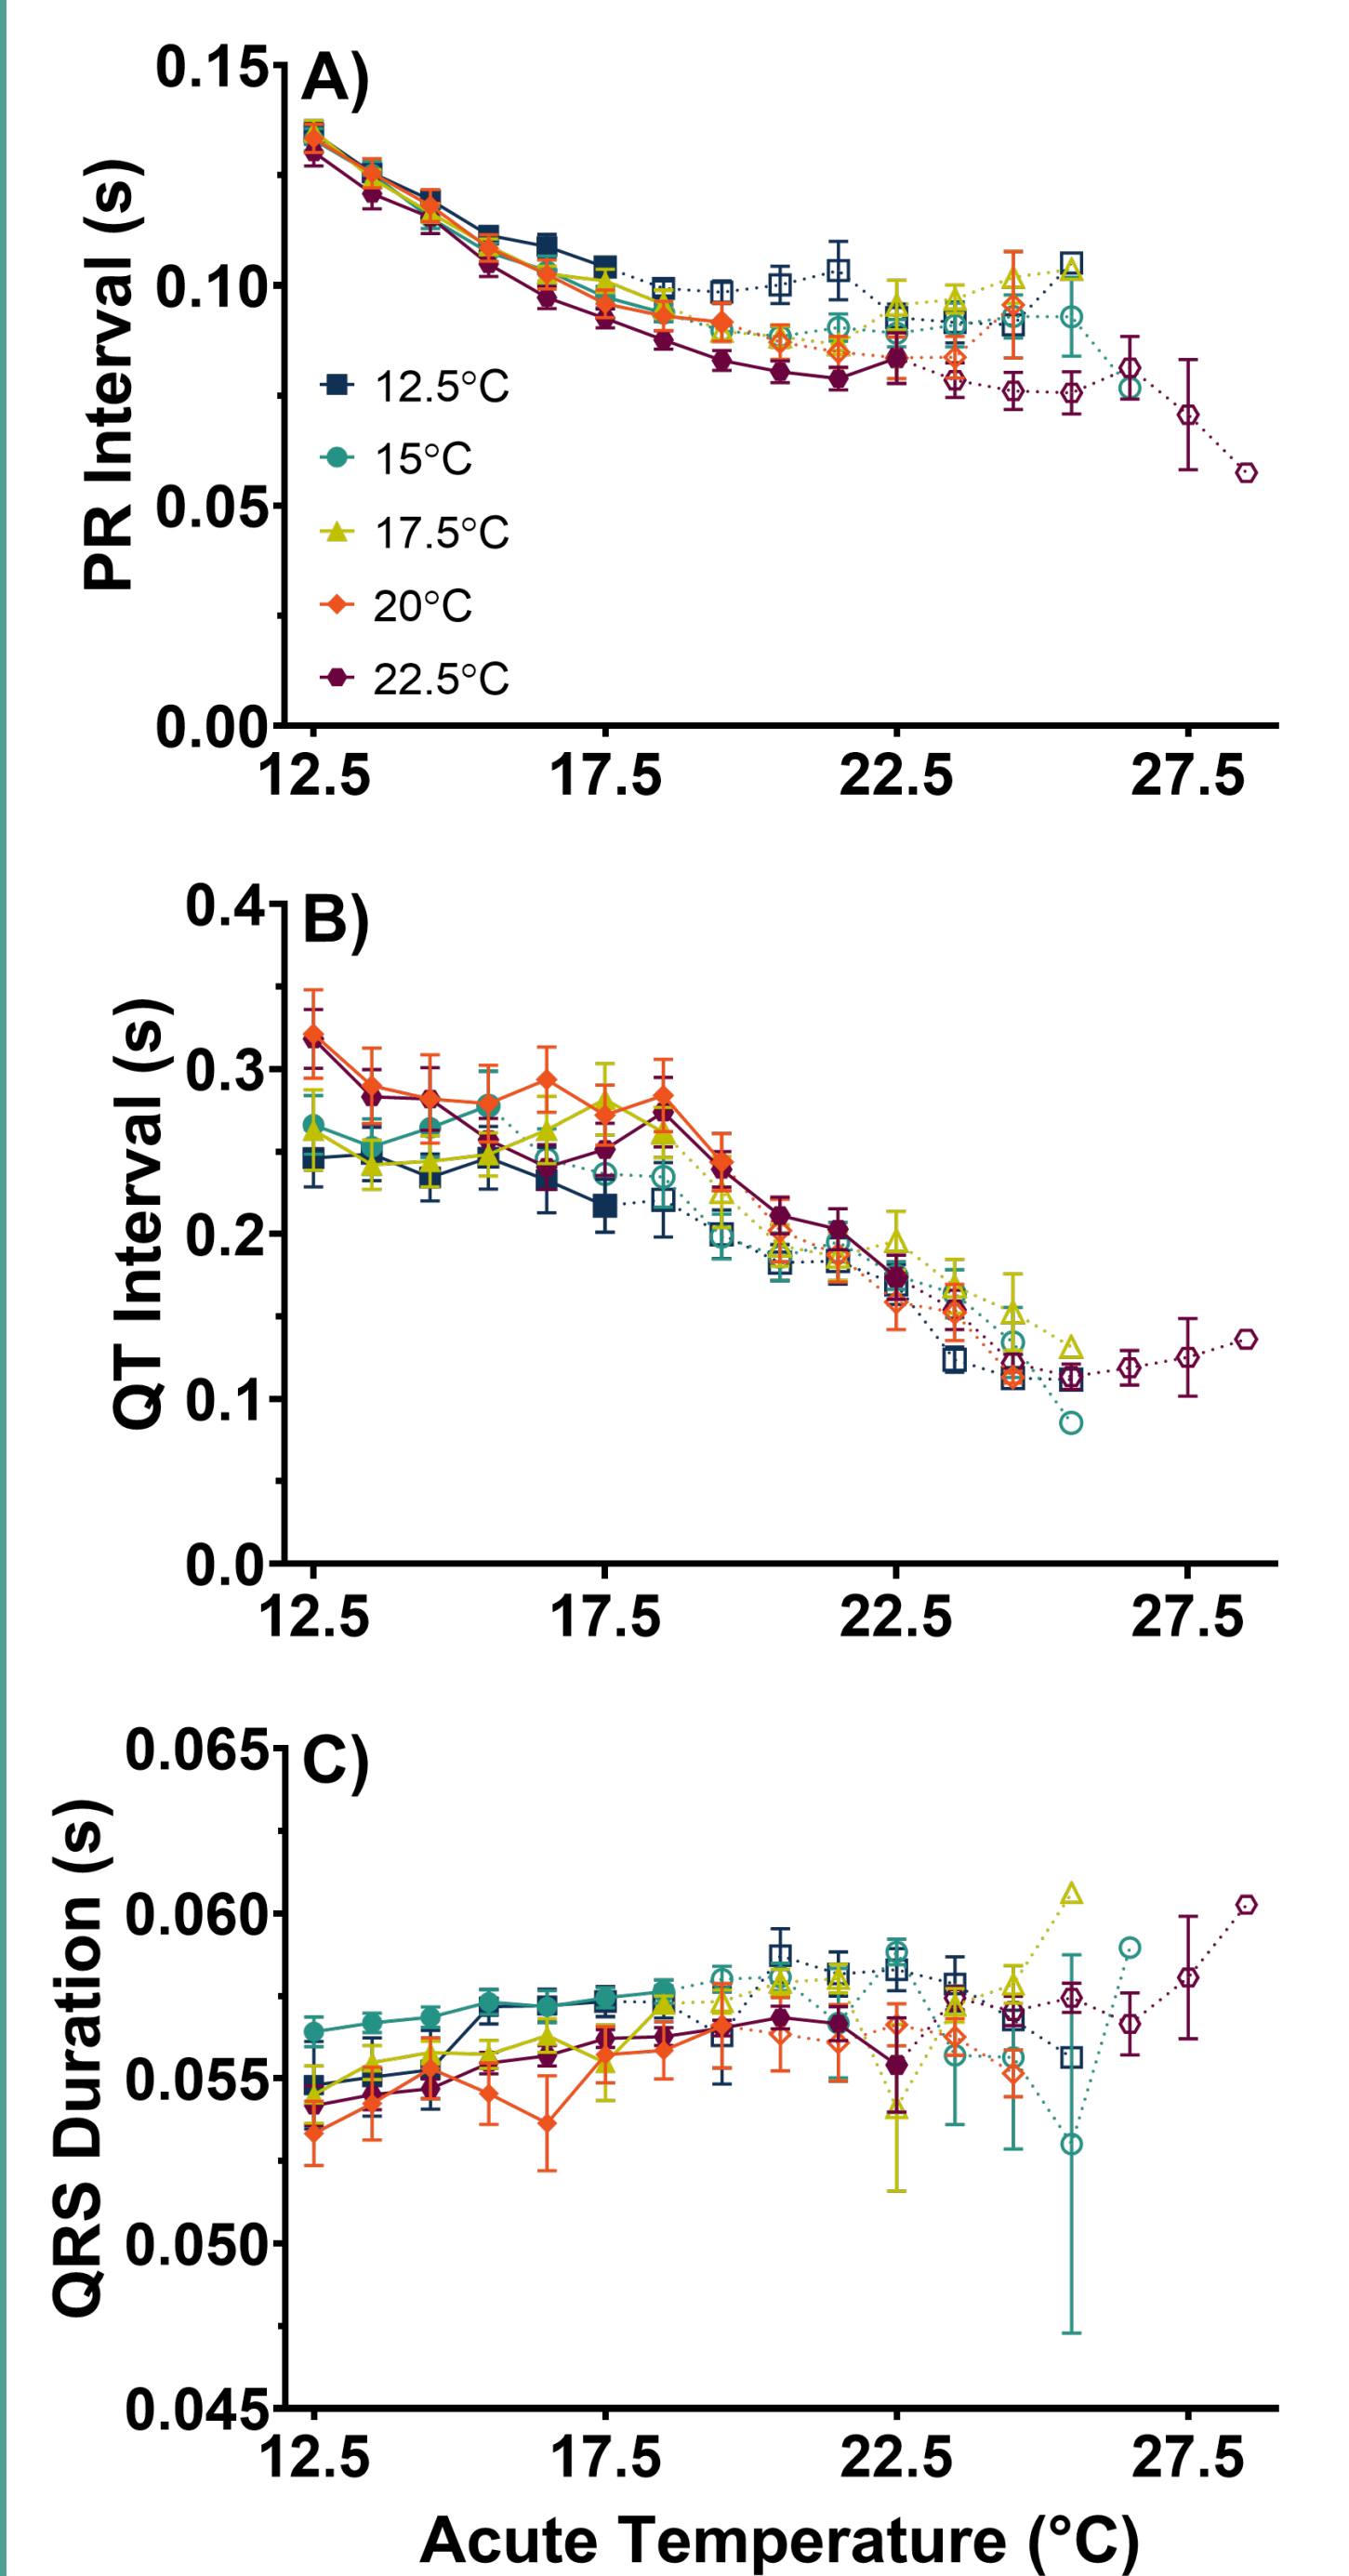 A)
0.15
0.10
0.05
0.00
PR Interval (s)
12.5°C
15°C
17.5°C
20°C
22.5°C
12.5 17.5 22.5 27.5
B)
0.4
0.3
0.2
0.1
0.0
QT Interval (s)
12.5 17.5 22.5 27.5
C)
0.065
0.060
0.055
0.050
0.045
QRS Duration (s)
12.5 17.5 22.5 27.5
Acute Temperature (°C)